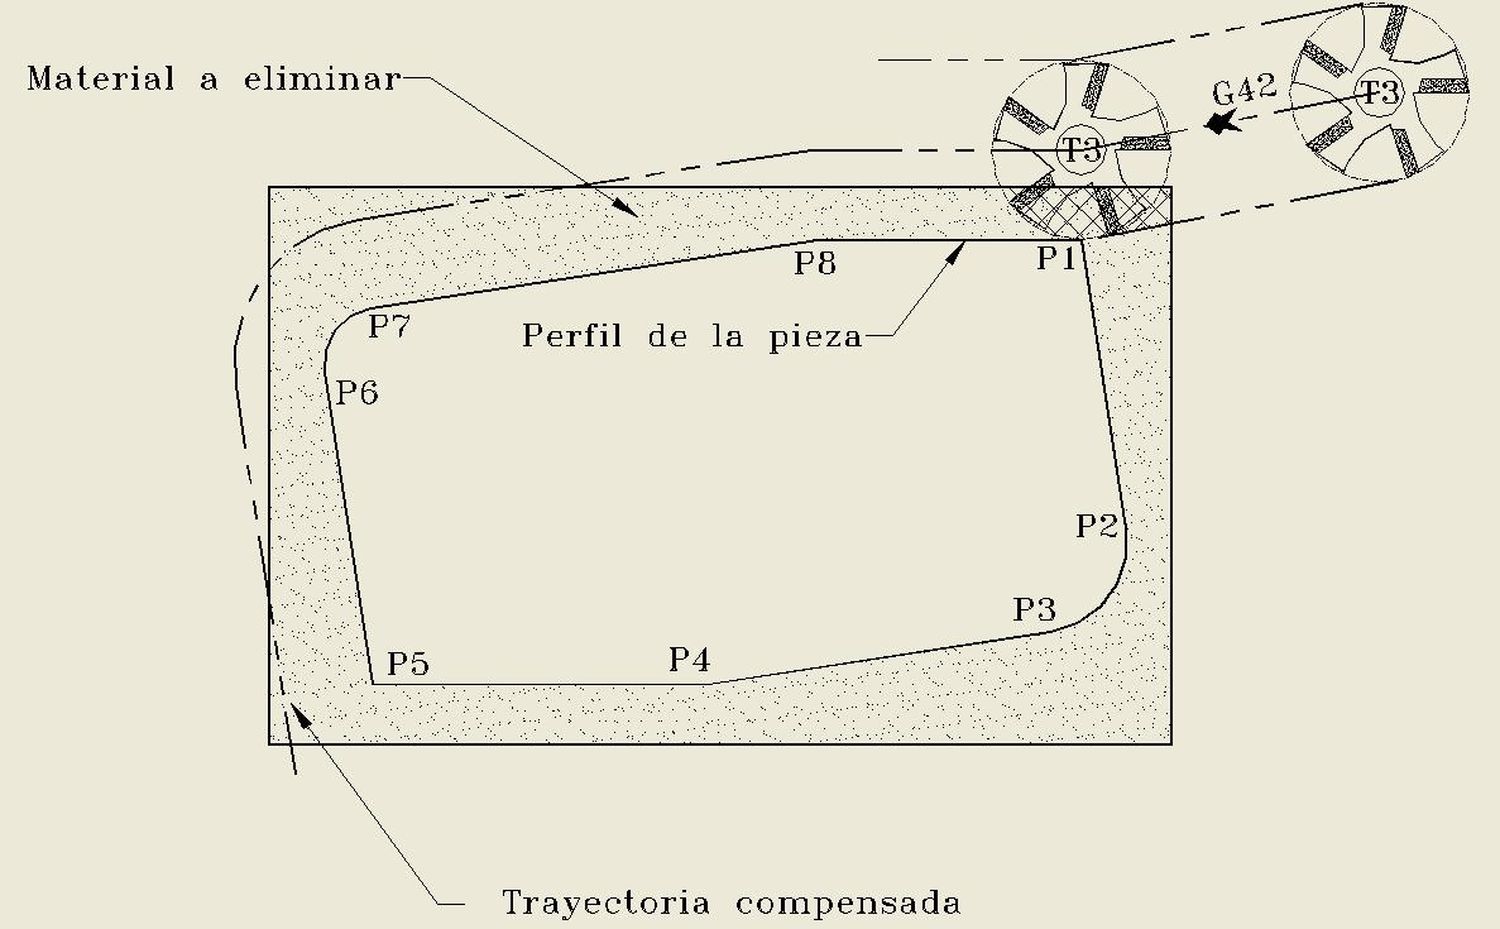 Material a eliminar
G42
T3
T3
P8
P1
P7
Perfil de la pieza
P6
P2
P3
P5
P4
Trayectoria compensada